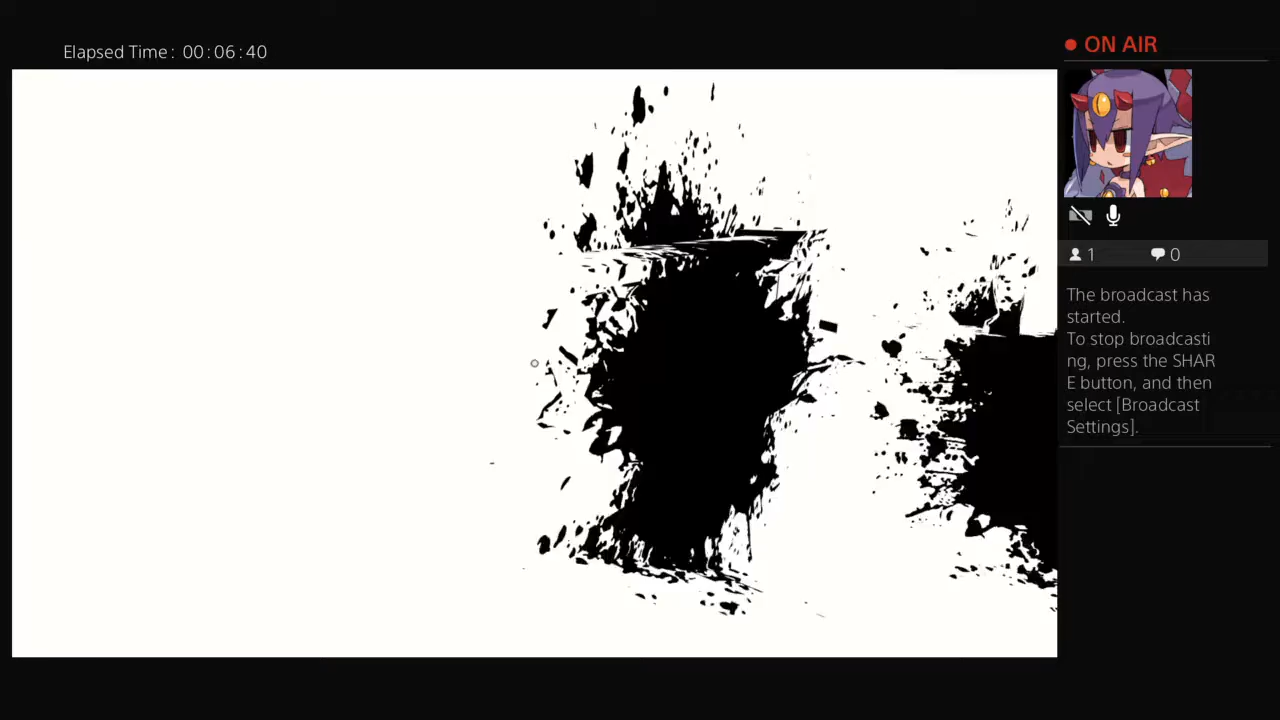 Elapsed Time: 00:06:40
ON AIR
1
0
The broadcast has
started.
To stop broadcasti
ng, press the SHAR
E button, and then
select [Broadcast
Settings].